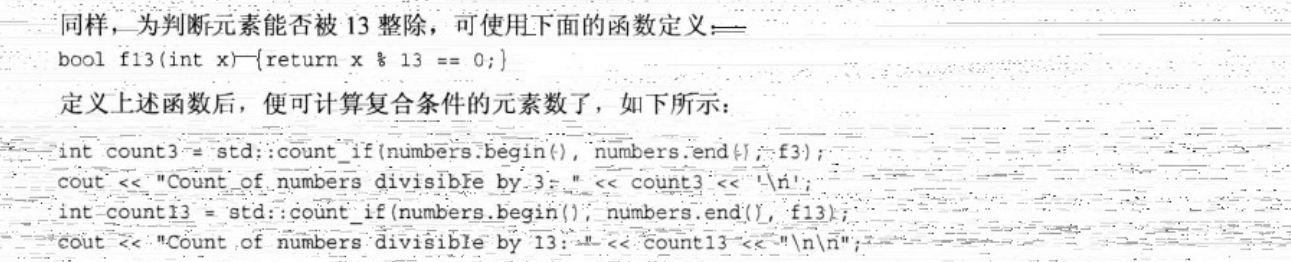 同样，为判断元素能否被 13 整除，可使用下面的函数定义：
bool f13(int x) {return x % 13 == 0;}
定义上述函数后，便可计算复合条件的元素数了，如下所示：
int count3 = std::count_if(numbers.begin(), numbers.end(), f3);
cout << "Count of numbers divisible by 3: " << count3 << '\n';
int count13 = std::count_if(numbers.begin(), numbers.end(), f13);
cout << "Count of numbers divisible by 13: " << count13 << "\n\n";